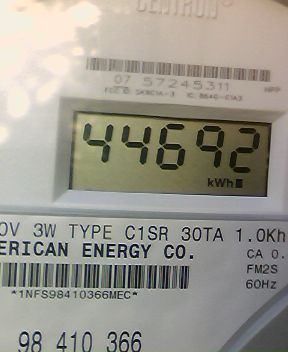 CENTRON®
07 57245311
44692
kWh
0V 3W TYPE C1SR 30TA 1.0Kh
ERICAN ENERGY CO.
CA 0.
FM2S
60Hz
*1NFS98410366MEC*
98 410 366